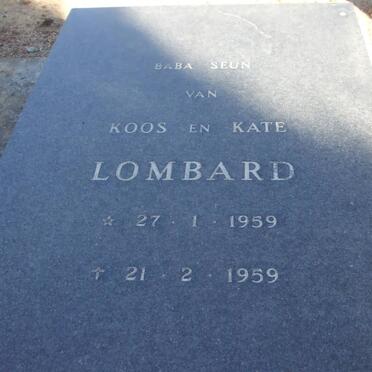 BABA SEUN
VAN
KOOS EN KATE
LOMBARD
☆ 27 · 1 · 1959
✝ 21 · 2 · 1959